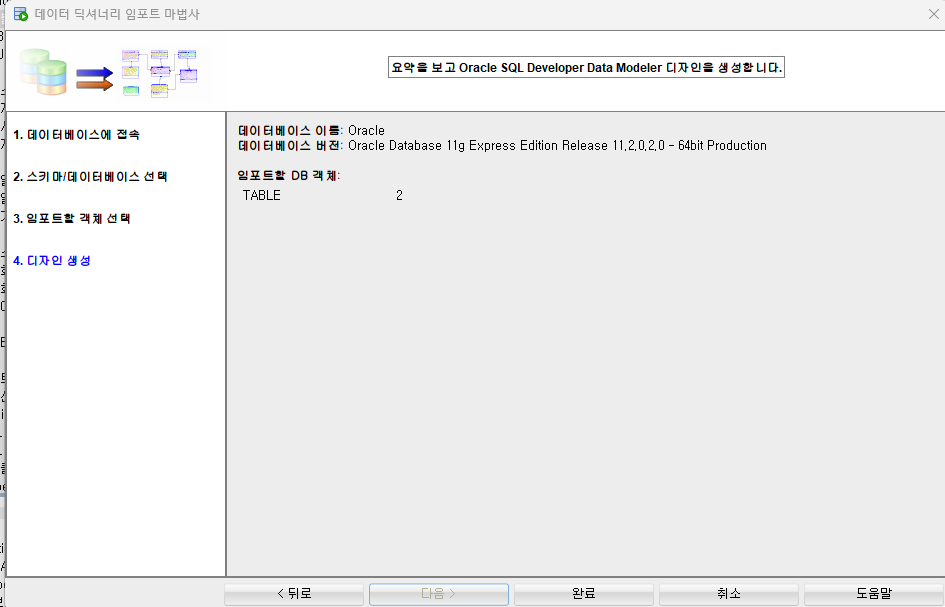 데이터 딕셔너리 임포트 마법사
요약을 보고 Oracle SQL Developer Data Modeler 디자인을 생성합니다.
1. 데이터베이스에 접속
2. 스키마/데이터베이스 선택
3. 임포트할 객체 선택
4. 디자인 생성
데이터베이스 이름: Oracle
데이터베이스 버전: Oracle Database 11g Express Edition Release 11.2.0.2.0 - 64bit Production
임포트할 DB 객체:
TABLE 2
< 뒤로
다음 >
완료
취소
도움말